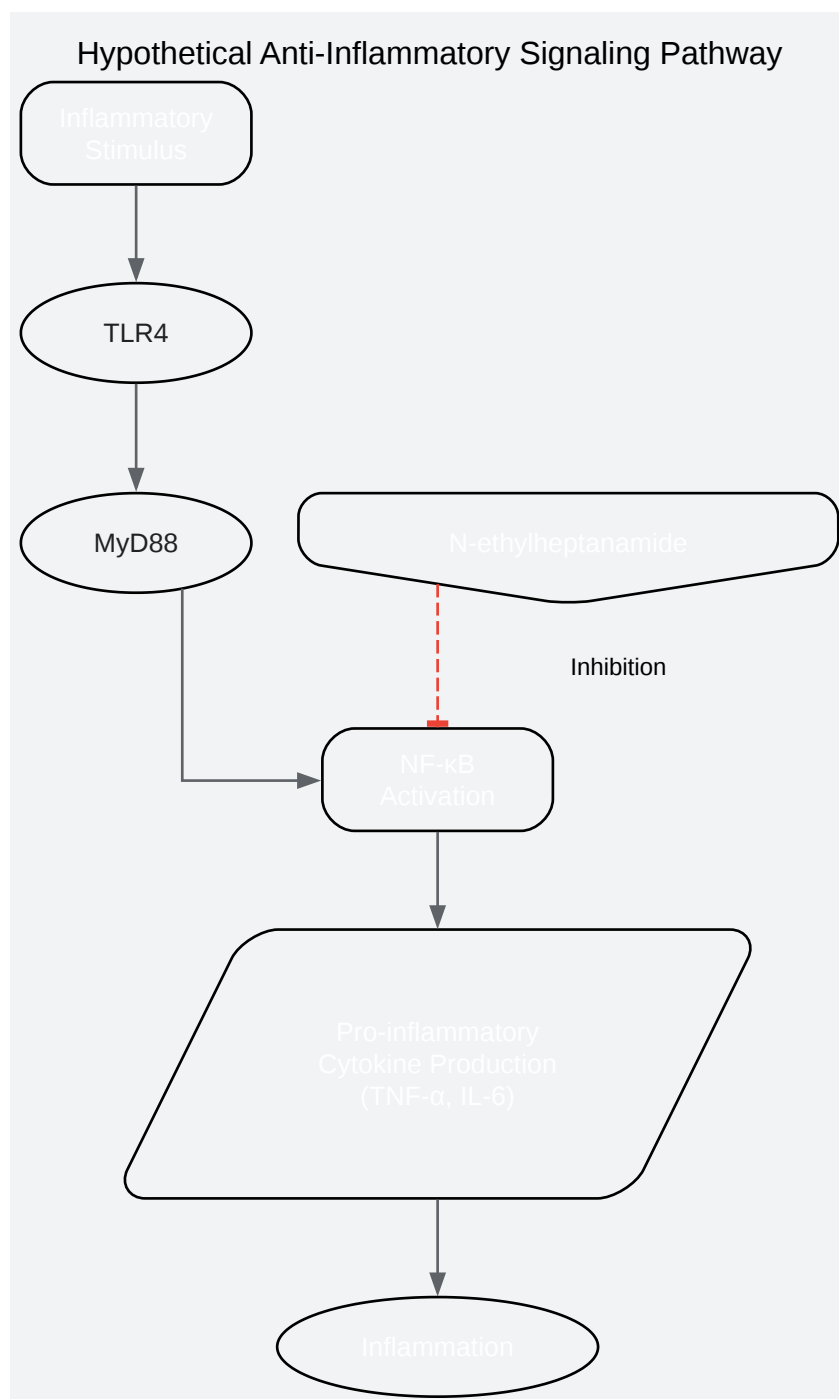 Hypothetical Anti-Inflammatory Signaling Pathway
Inflammatory
Stimulus
TLR4
MyD88
N-ethylheptanamide
Inhibition
NF-κB
Activation
Pro-inflammatory
Cytokine Production
(TNF-α, IL-6)
Inflammation